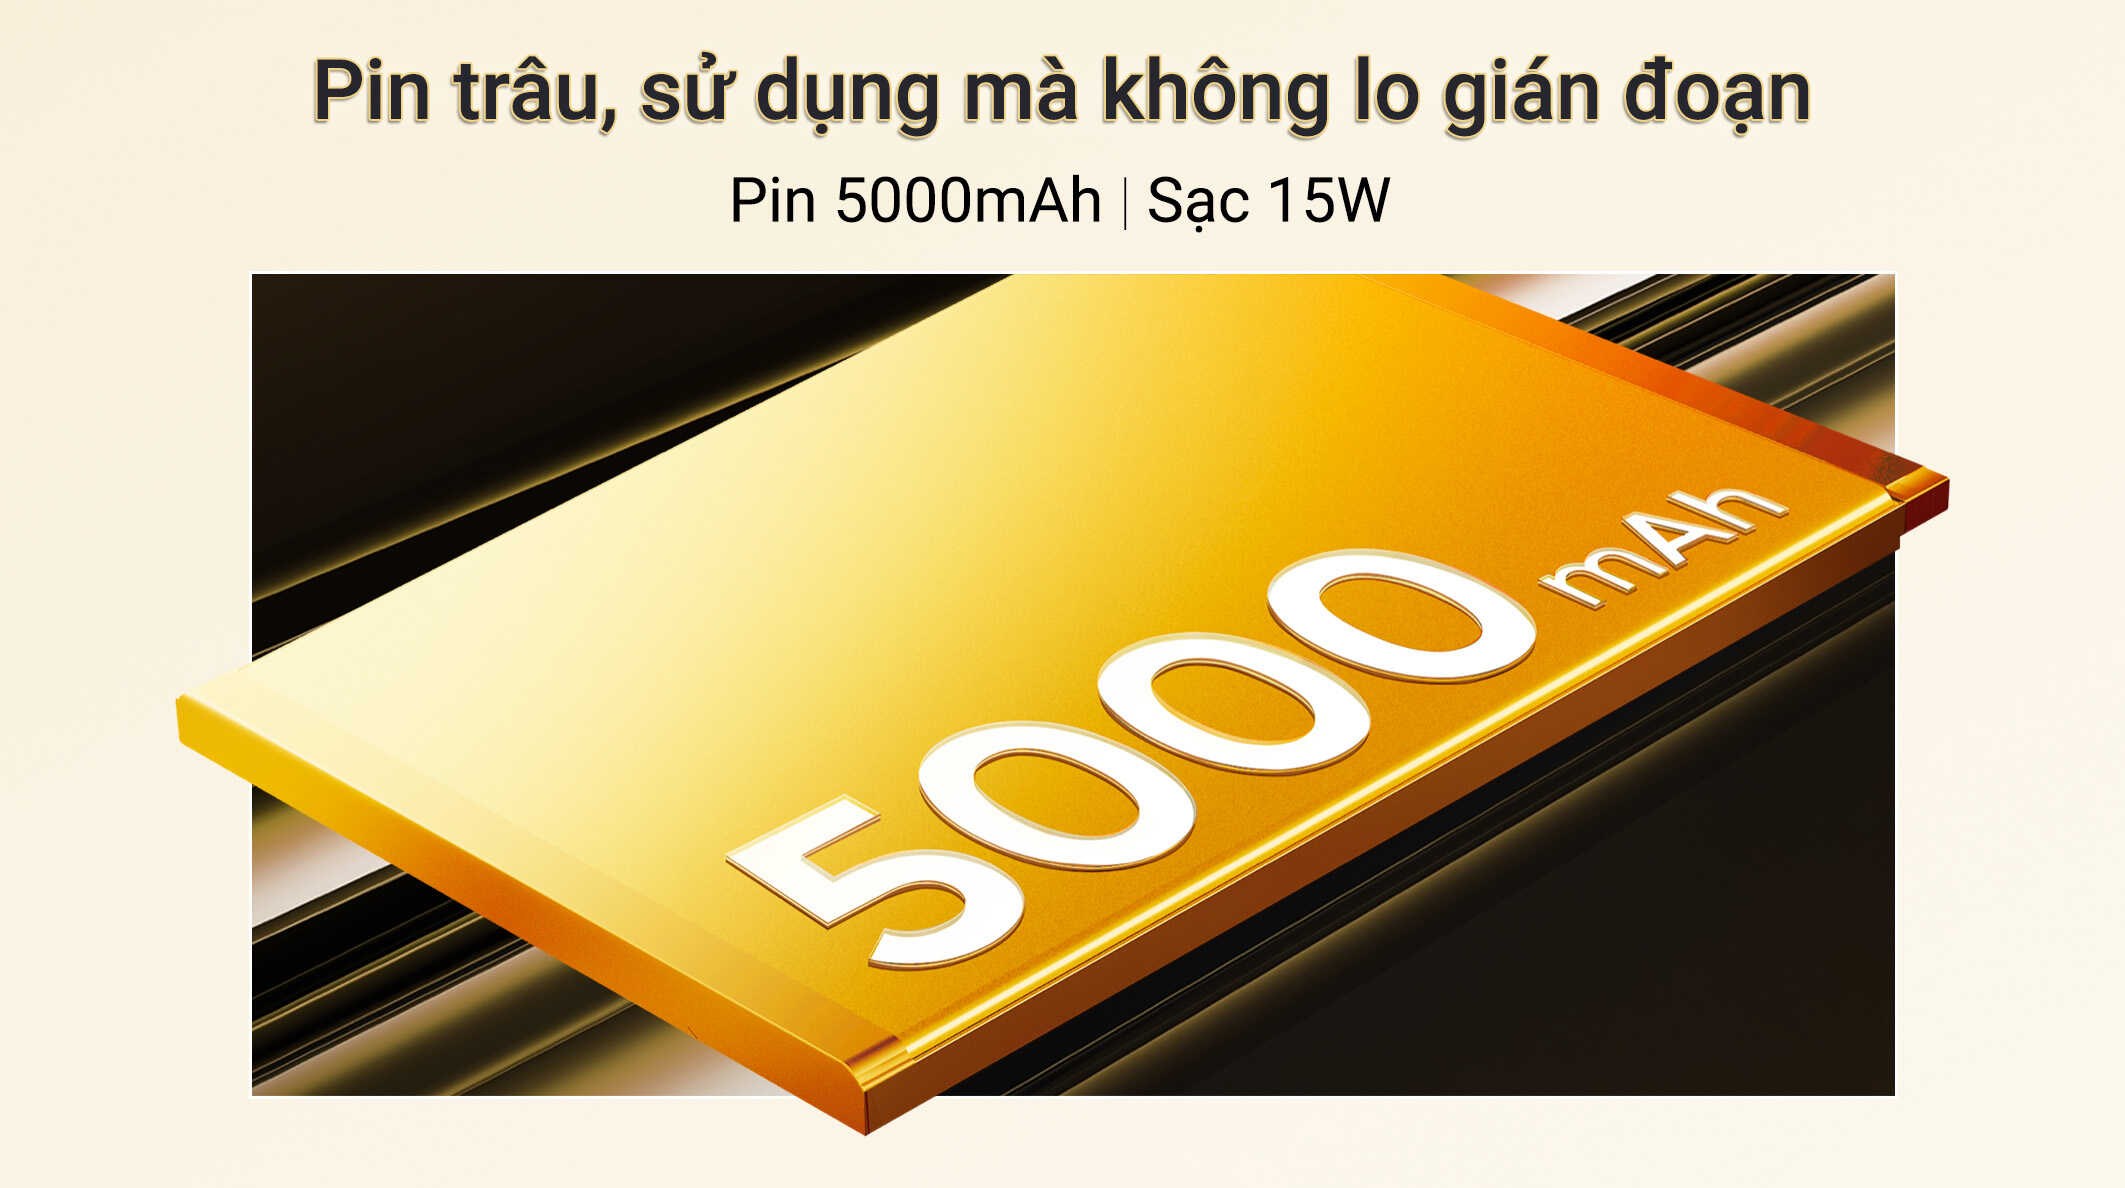 Pin trâu, sử dụng mà không lo gián đoạn
Pin 5000mAh | Sạc 15W
5000 mAh